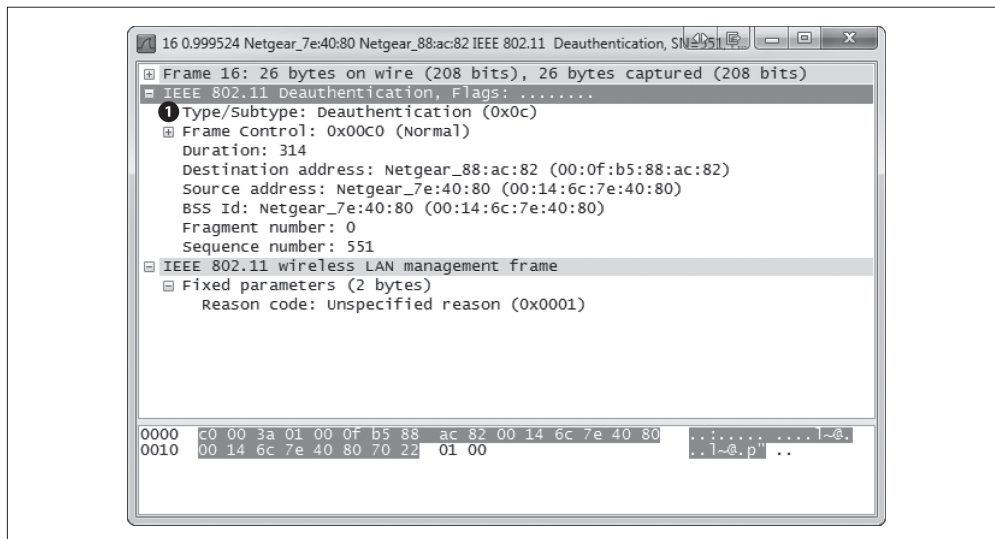 16 0.999524 Netgear_7e:40:80 Netgear_88:ac:82 IEEE 802.11 Deauthentication,
Frame 16: 26 bytes on wire (208 bits), 26 bytes captured (208 bits)
IEEE 802.11 Deauthentication, Flags: ........
1 Type/Subtype: Deauthentication (0x0c)
Frame Control: 0x00C0 (Normal)
Duration: 314
Destination address: Netgear_88:ac:82 (00:0f:b5:88:ac:82)
Source address: Netgear_7e:40:80 (00:14:6c:7e:40:80)
BSS Id: Netgear_7e:40:80 (00:14:6c:7e:40:80)
Fragment number: 0
Sequence number: 551
IEEE 802.11 wireless LAN management frame
Fixed parameters (2 bytes)
Reason code: Unspecified reason (0x0001)
0000 c0 00 3a 01 00 0f b5 88 ac 82 00 14 6c 7e 40 80 ..:..... ....l~@.
0010 00 14 6c 7e 40 80 70 22 01 00 ..l~@.p" ..